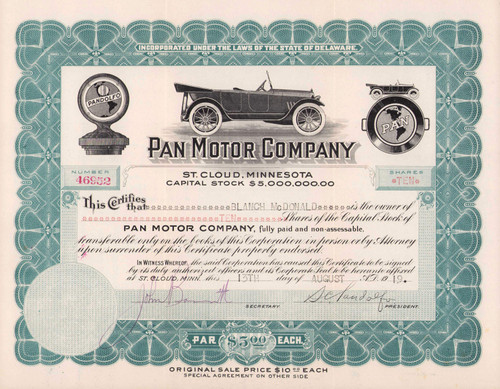 INCORPORATED UNDER THE LAWS OF THE STATE OF DELAWARE.
PANDOLFO
PAN
PAN MOTOR COMPANY
ST. CLOUD, MINNESOTA
CAPITAL STOCK $5,000,000.00
NUMBER
46952
SHARES
TEN
This Certifies that BLANCH McDONALD is the owner of
TEN Shares of the Capital Stock of
PAN MOTOR COMPANY, fully paid and non-assessable,
transferable only on the books of this Corporation in person or by Attorney
upon surrender of this Certificate properly endorsed.
IN WITNESS WHEREOF, the said Corporation has caused this Certificate to be signed
by its duly authorized officers and its Corporate Seal to be hereunto affixed
at ST. CLOUD, MINN. this 15TH day of AUGUST A.D. 1919.
SECRETARY.
S C Pandolfo
PRESIDENT.
PAR $5.00 EACH.
ORIGINAL SALE PRICE $10.00 EACH
SPECIAL AGREEMENT ON OTHER SIDE